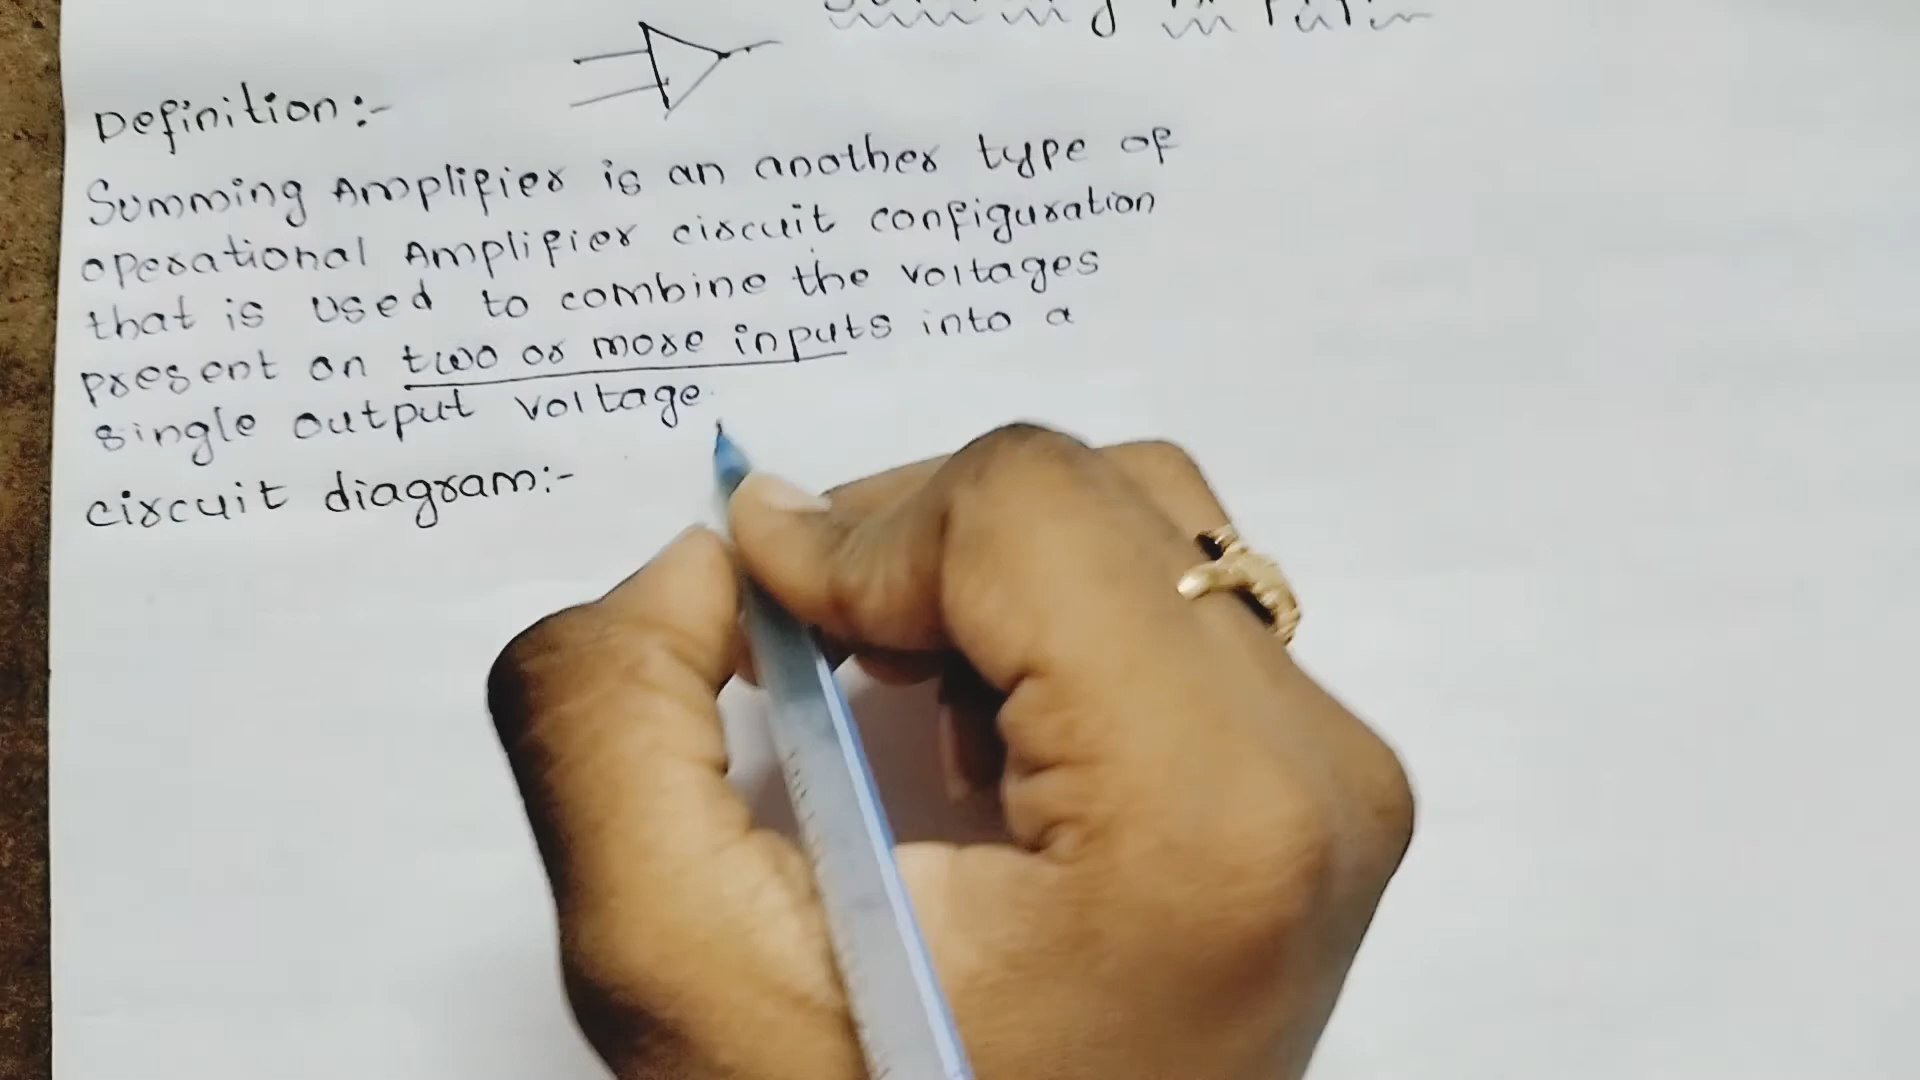 Definition:-
Summing Amplifier is an another type of
operational Amplifier circuit configuration
that is used to combine the voltages
present on two or more inputs into a
single output voltage.
circuit diagram:-